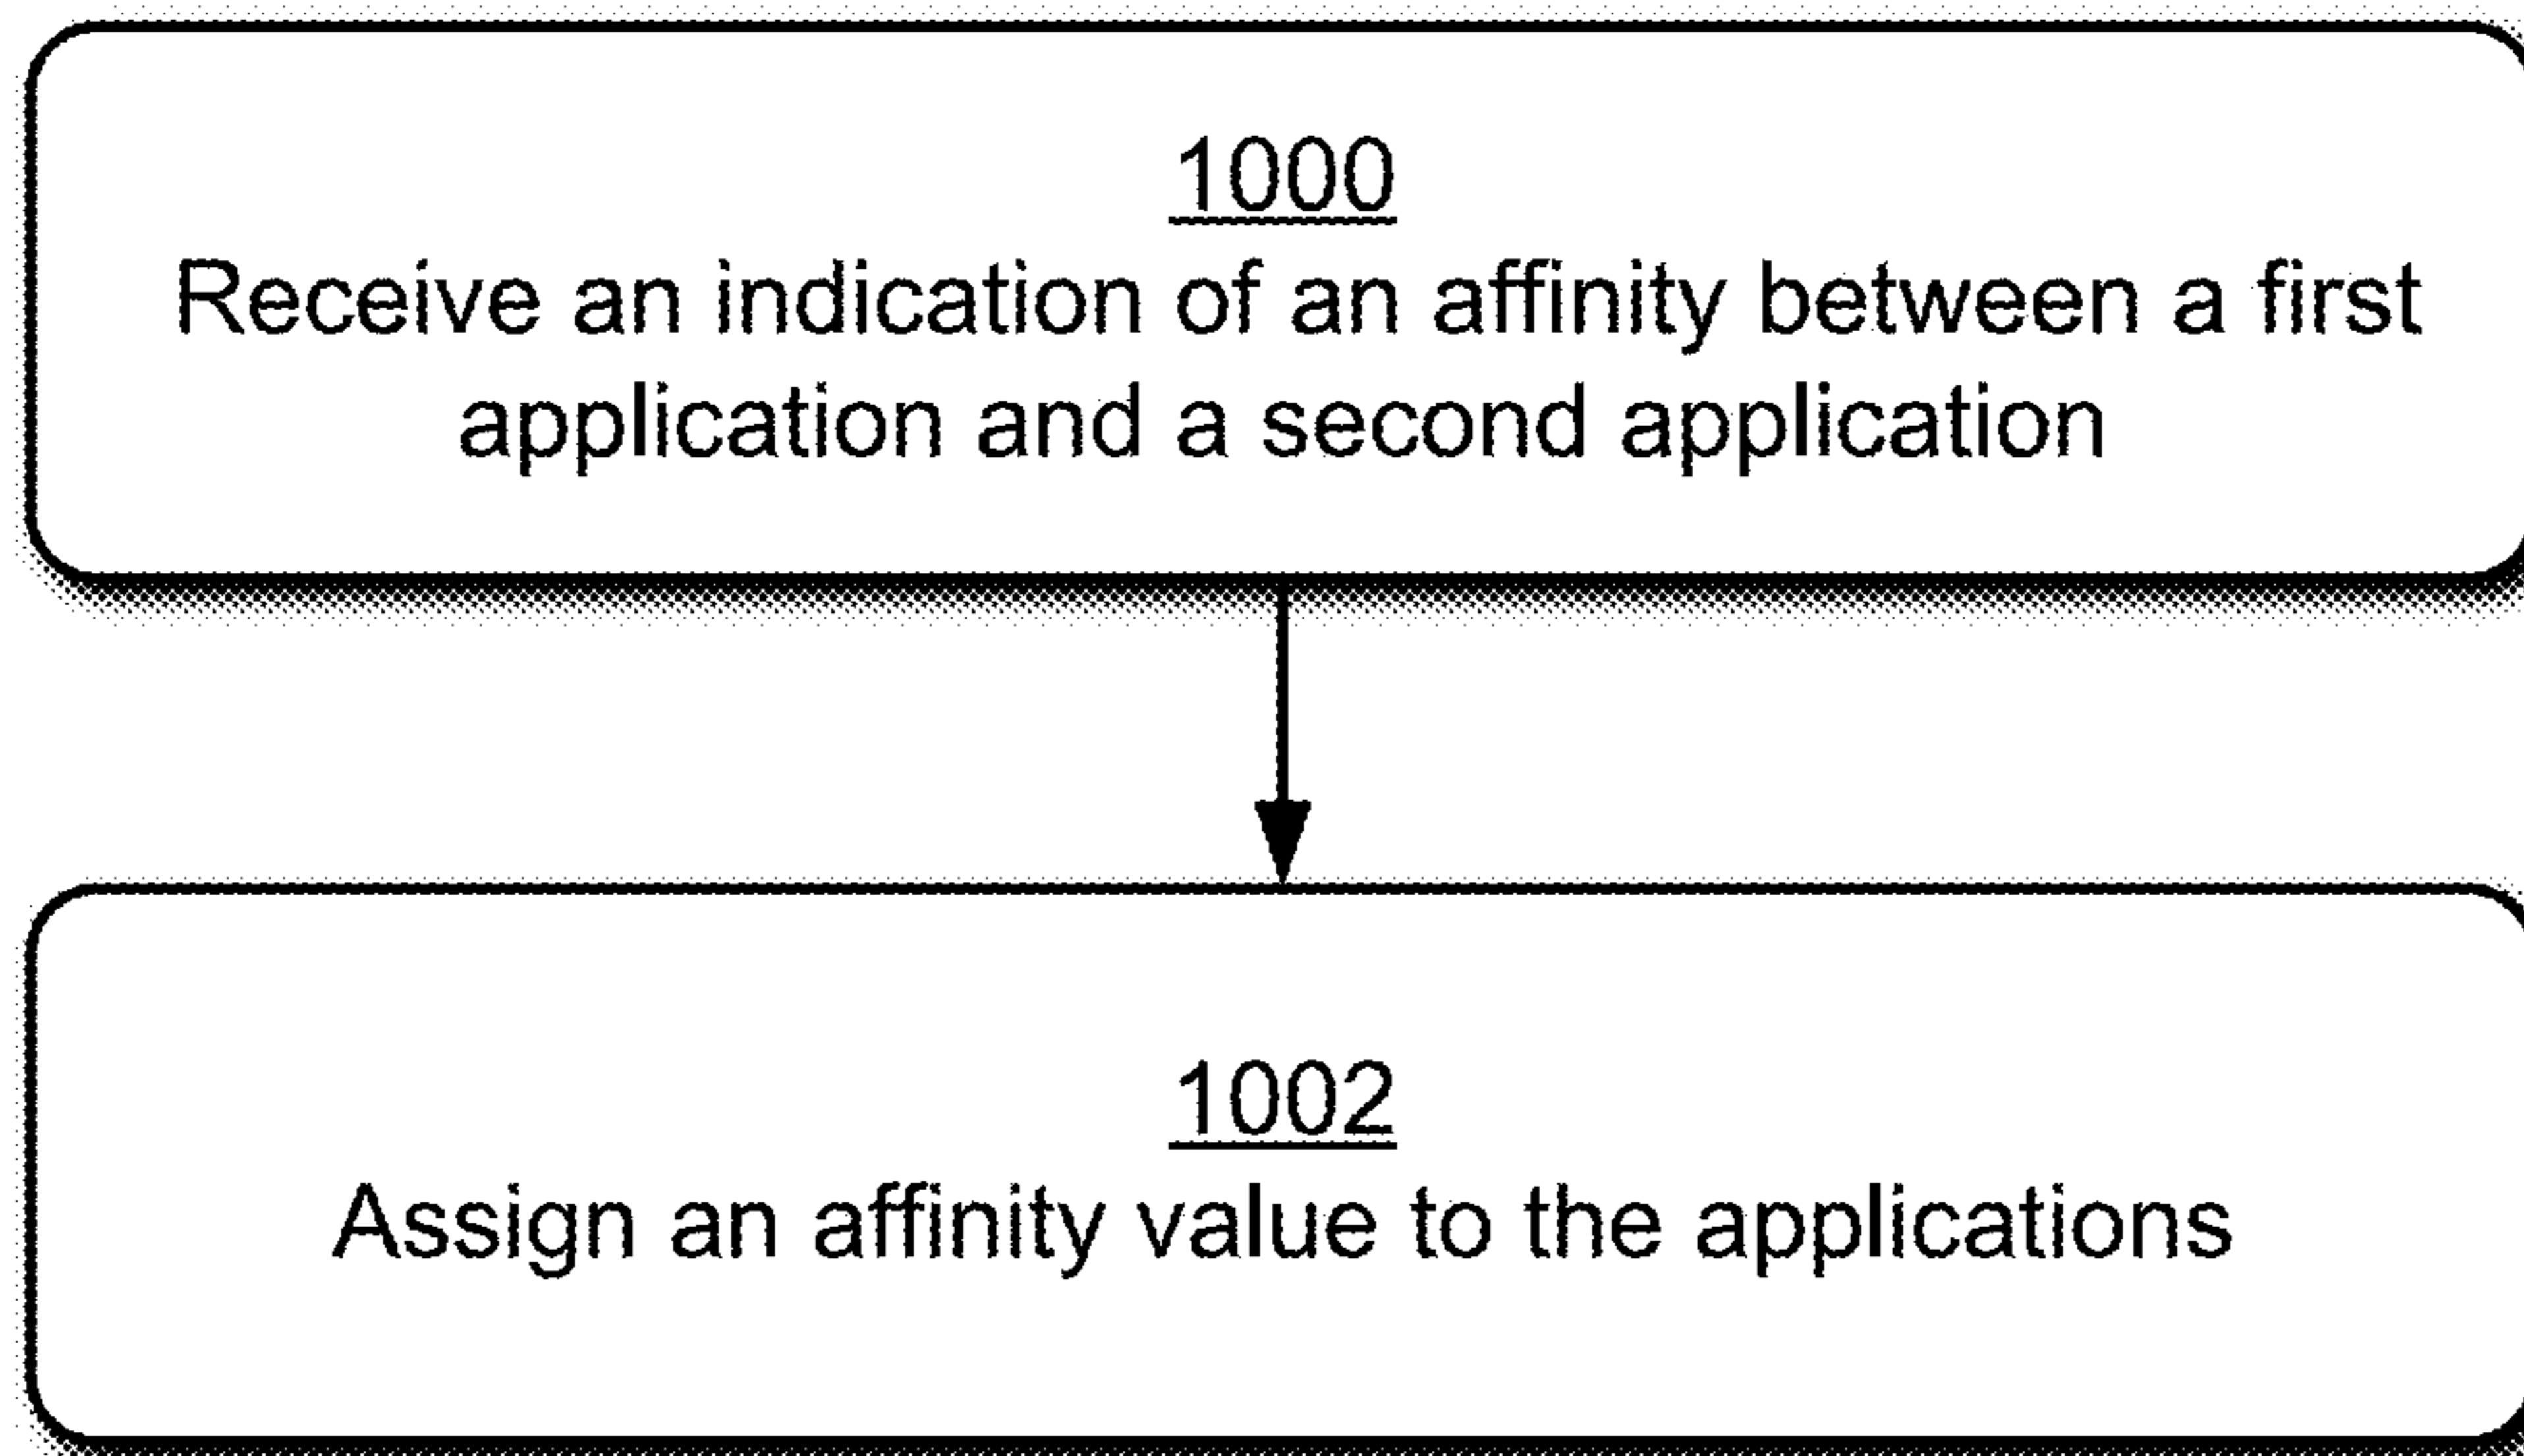 1000
Receive an indication of an affinity between a first
application and a second application
1002
Assign an affinity value to the applications